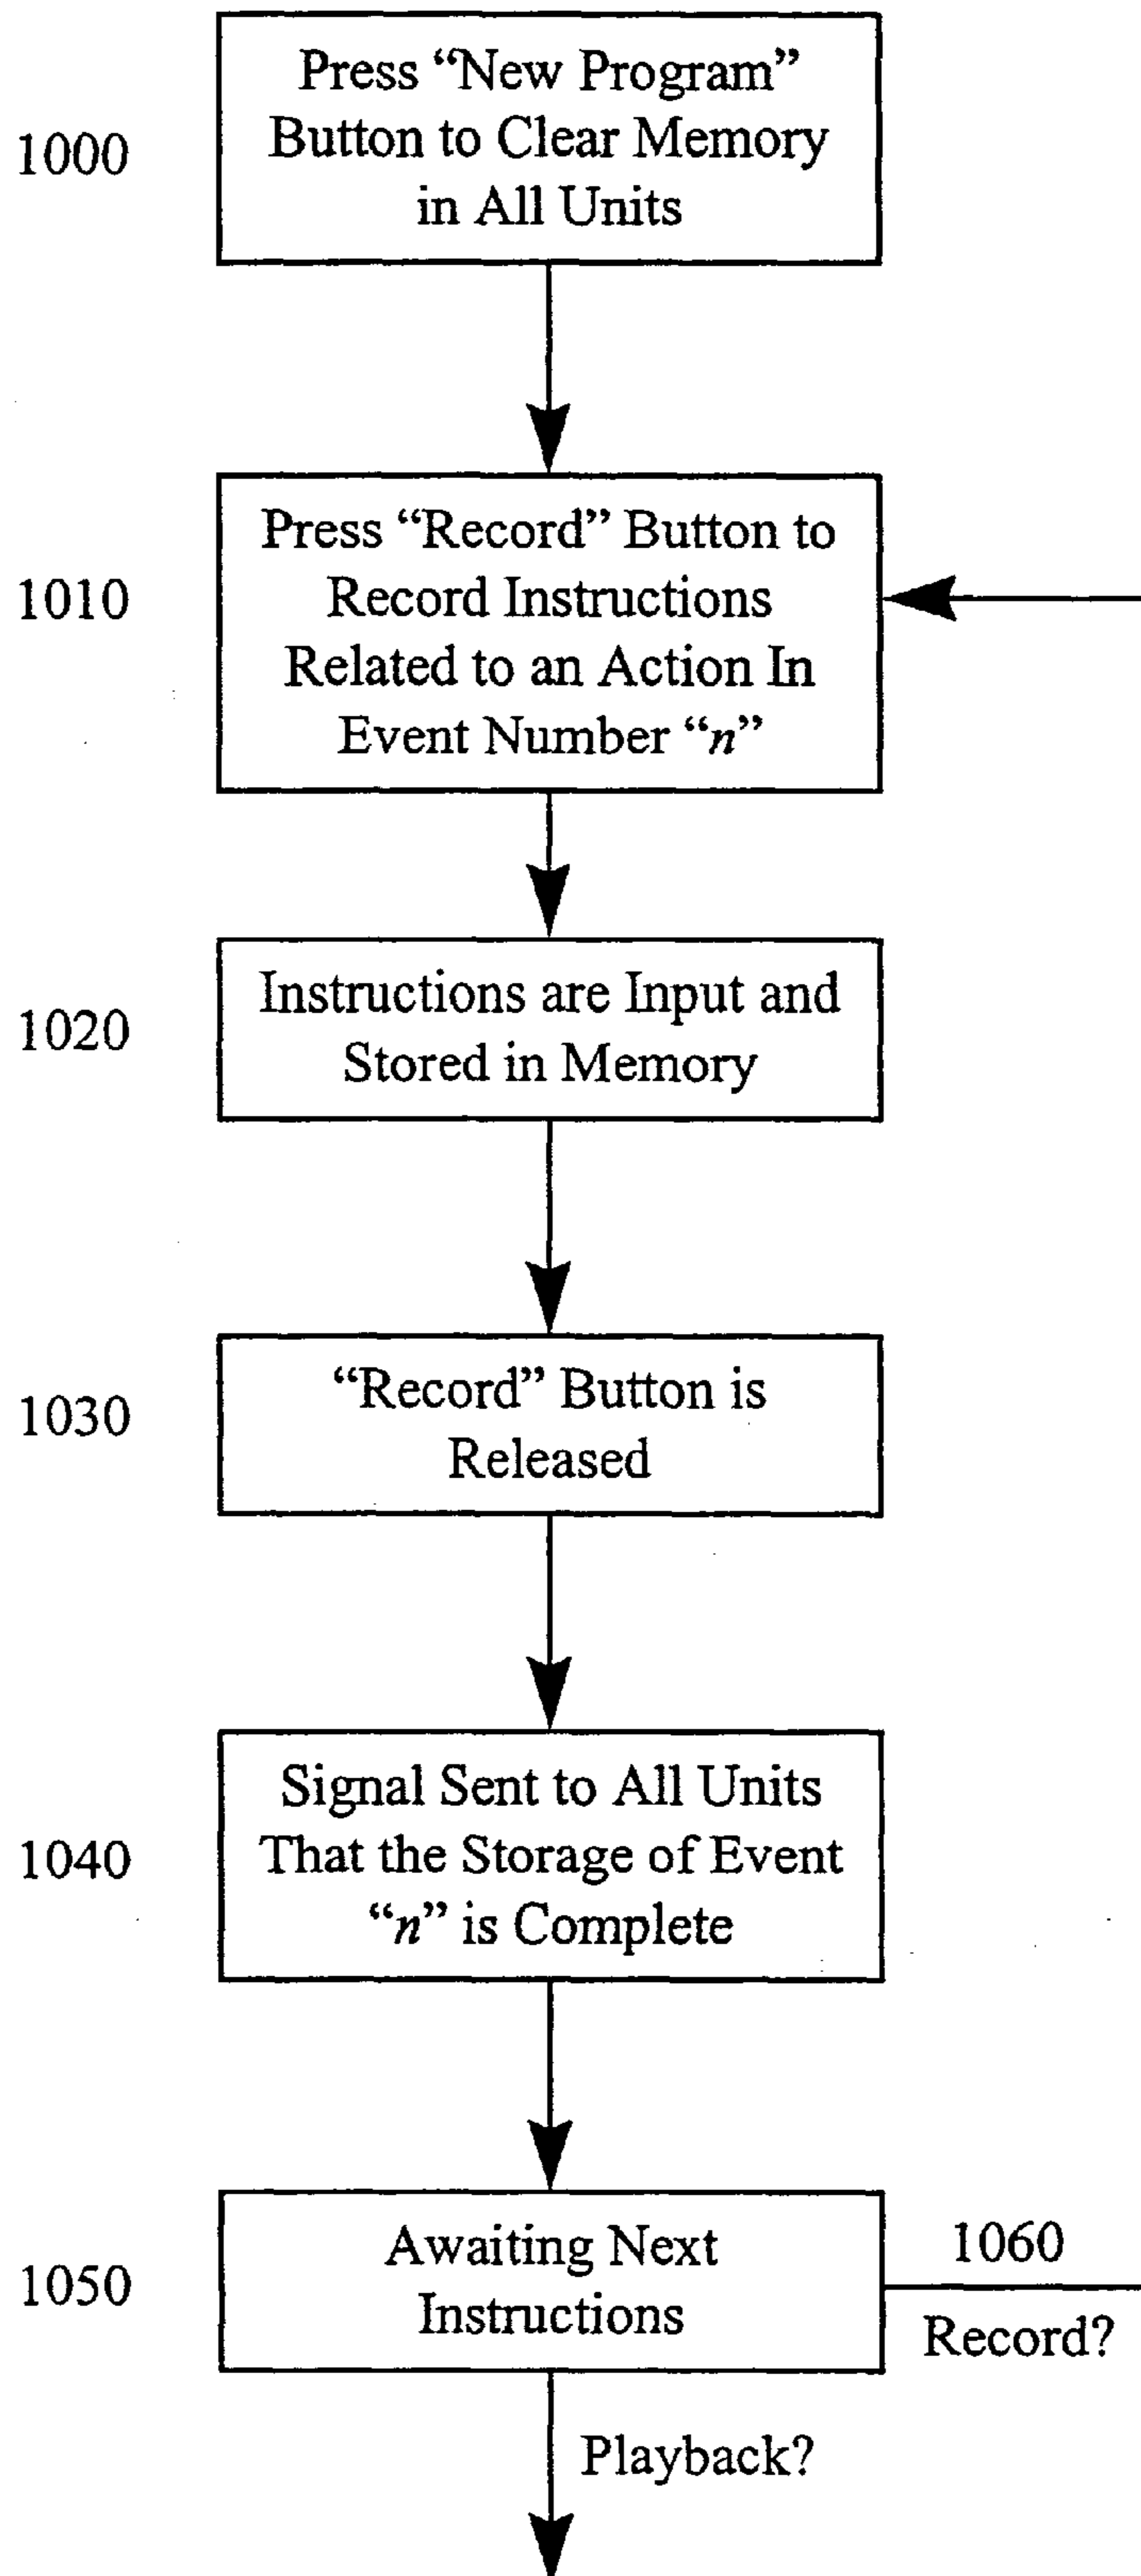 1000
Press “New Program”
Button to Clear Memory
in All Units
1010
Press “Record” Button to
Record Instructions
Related to an Action In
Event Number “n”
1020
Instructions are Input and
Stored in Memory
1030
“Record” Button is
Released
1040
Signal Sent to All Units
That the Storage of Event
“n” is Complete
1050
Awaiting Next
Instructions
1060
Record?
Playback?